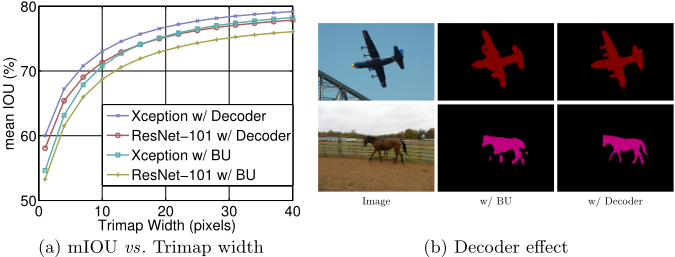 80
70
60
50
mean IOU (%)
Xception w/ Decoder
ResNet-101 w/ Decoder
Xception w/ BU
ResNet-101 w/ BU
0 10 20 30 40
Trimap Width (pixels)
(a) mIOU vs. Trimap width
Image w/ BU w/ Decoder
(b) Decoder effect